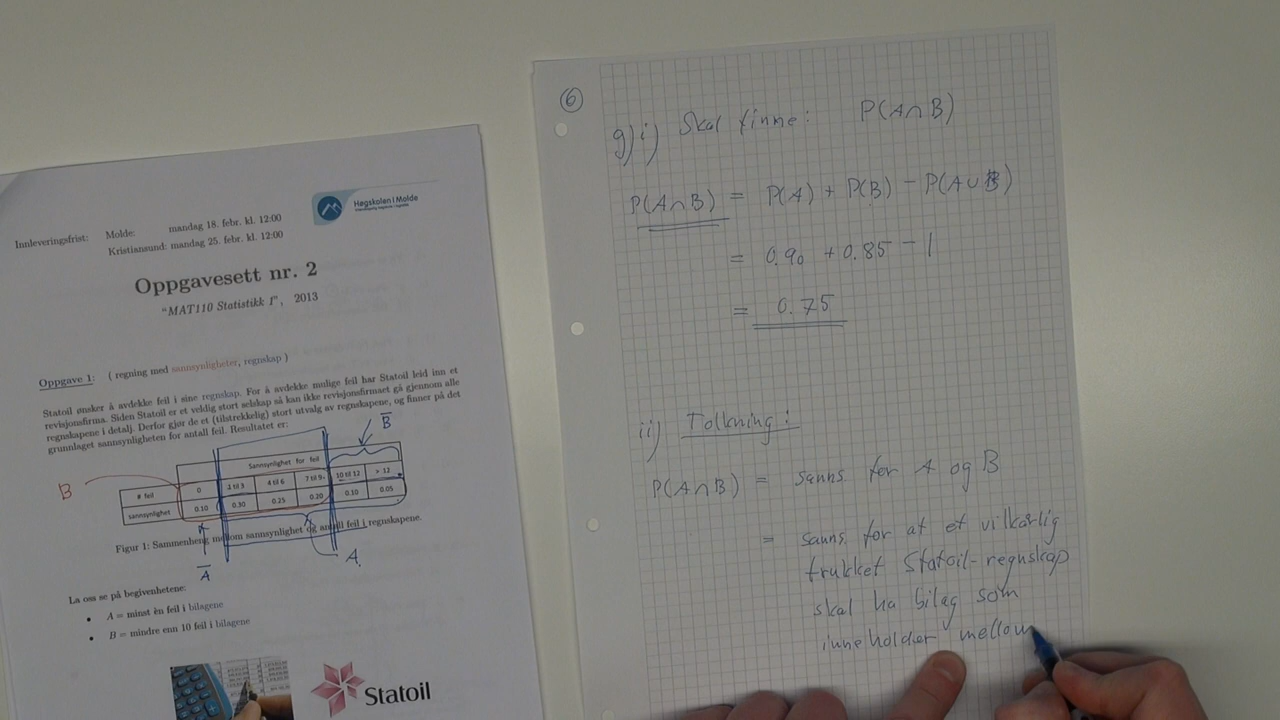 Høgskolen i Molde
Innleveringsfrist: Molde: mandag 18. febr. kl. 12:00
Kristiansund: mandag 25. febr. kl. 12:00
Oppgavesett nr. 2
"MAT110 Statistikk 1", 2013
Oppgave 1: ( regning med sannsynligheter, regnskap )
Statoil ønsker å avdekke feil i sine regnskap. For å avdekke mulige feil har Statoil leid inn et
revisjonsfirma. Siden Statoil er et veldig stort selskap så kan ikke revisjonsfirmaet gå gjennom alle
regnskapene i detalj. Derfor gjør de et (tilstrekkelig) stort utvalg av regnskapene, og finner på det
grunnlaget sannsynligheten for antall feil. Resultatet er:
B̅
Sannsynlighet for feil
B
# feil 0 1 til 3 4 til 6 7 til 9 10 til 12 > 12
sannsynlighet 0.10 0.30 0.25 0.20 0.10 0.05
Figur 1: Sammenheng mellom sannsynlighet og antall feil i regnskapene.
A̅
A
La oss se på begivenhetene:
• A = minst èn feil i bilagene
• B = mindre enn 10 feil i bilagene
Statoil
6
g) i) Skal finne: P(A∩B)
P(A∩B) = P(A) + P(B) − P(A∪B)
= 0.90 + 0.85 − 1
= 0.75
ii) Tolkning:
P(A∩B) = sanns. for A og B
= sanns. for at et vilkårlig
trukket Statoil-regnskap
skal ha bilag som
inneholder mellom